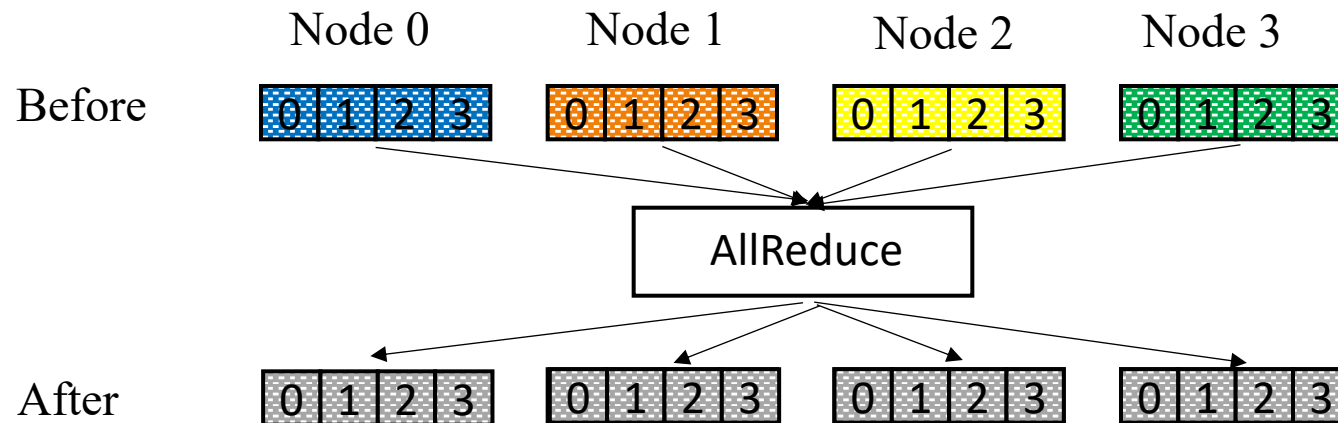 Node 0 Node 1 Node 2 Node 3
Before 0 1 2 3 0 1 2 3 0 1 2 3 0 1 2 3
AllReduce
After 0 1 2 3 0 1 2 3 0 1 2 3 0 1 2 3